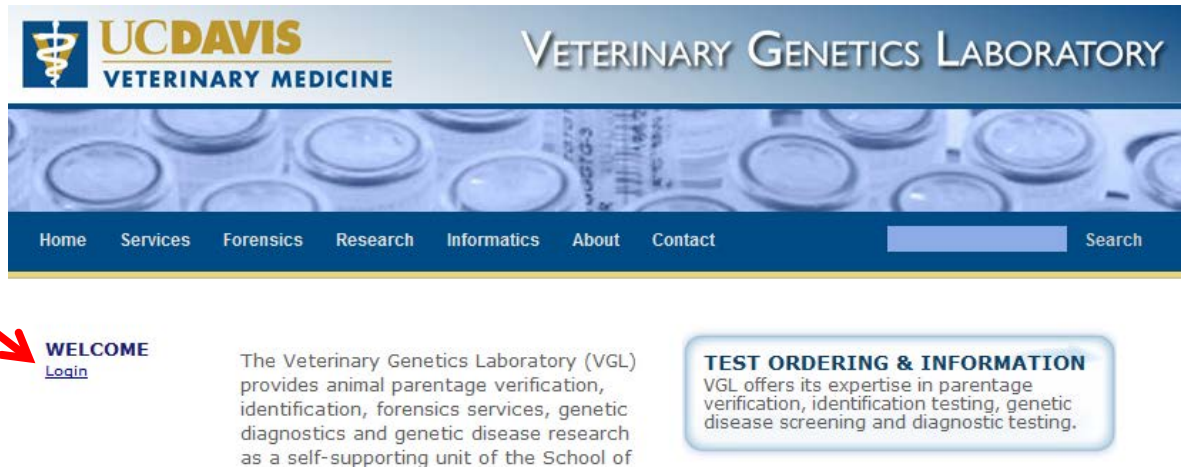 UCDAVIS
VETERINARY MEDICINE
VETERINARY GENETICS LABORATORY
Home Services Forensics Research Informatics About Contact Search
WELCOME
Login
The Veterinary Genetics Laboratory (VGL)
provides animal parentage verification,
identification, forensics services, genetic
diagnostics and genetic disease research
as a self-supporting unit of the School of
TEST ORDERING & INFORMATION
VGL offers its expertise in parentage
verification, identification testing, genetic
disease screening and diagnostic testing.